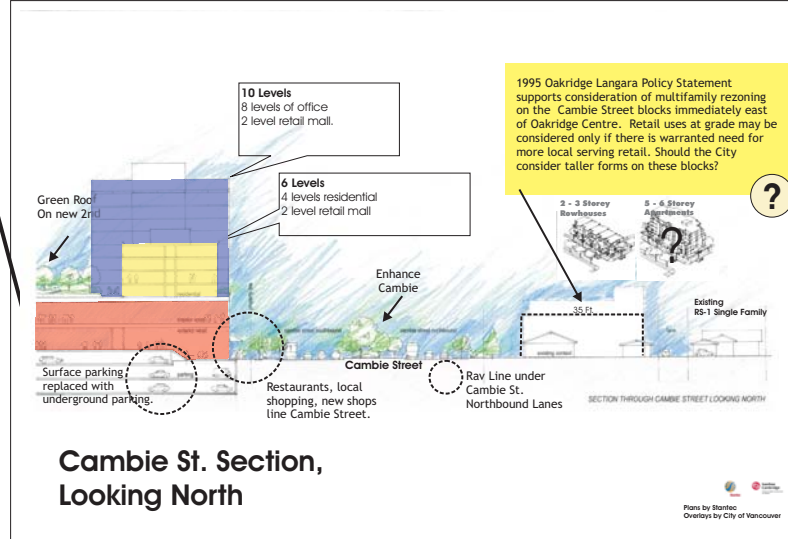 10 Levels
8 levels of office
2 level retail mall.
1995 Oakridge Langara Policy Statement
supports consideration of multifamily rezoning
on the Cambie Street blocks immediately east
of Oakridge Centre. Retail uses at grade may be
considered only if there is warranted need for
more local serving retail. Should the City
consider taller forms on these blocks?
?
6 Levels
4 levels residential
2 level retail mall
Green Roof
On new 2nd
2 - 3 Storey
Rowhouses
5 - 6 Storey
Apartments
?
Enhance
Cambie
35 Ft.
Existing
RS-1 Single Family
Cambie Street
Surface parking
replaced with
underground parking.
parking
Restaurants, local
shopping, new shops
line Cambie Street.
Rav Line under
Cambie St.
Northbound Lanes
SECTION THROUGH CAMBIE STREET LOOKING NORTH
Cambie St. Section,
Looking North
Plans by Stantec
Overlays by City of Vancouver